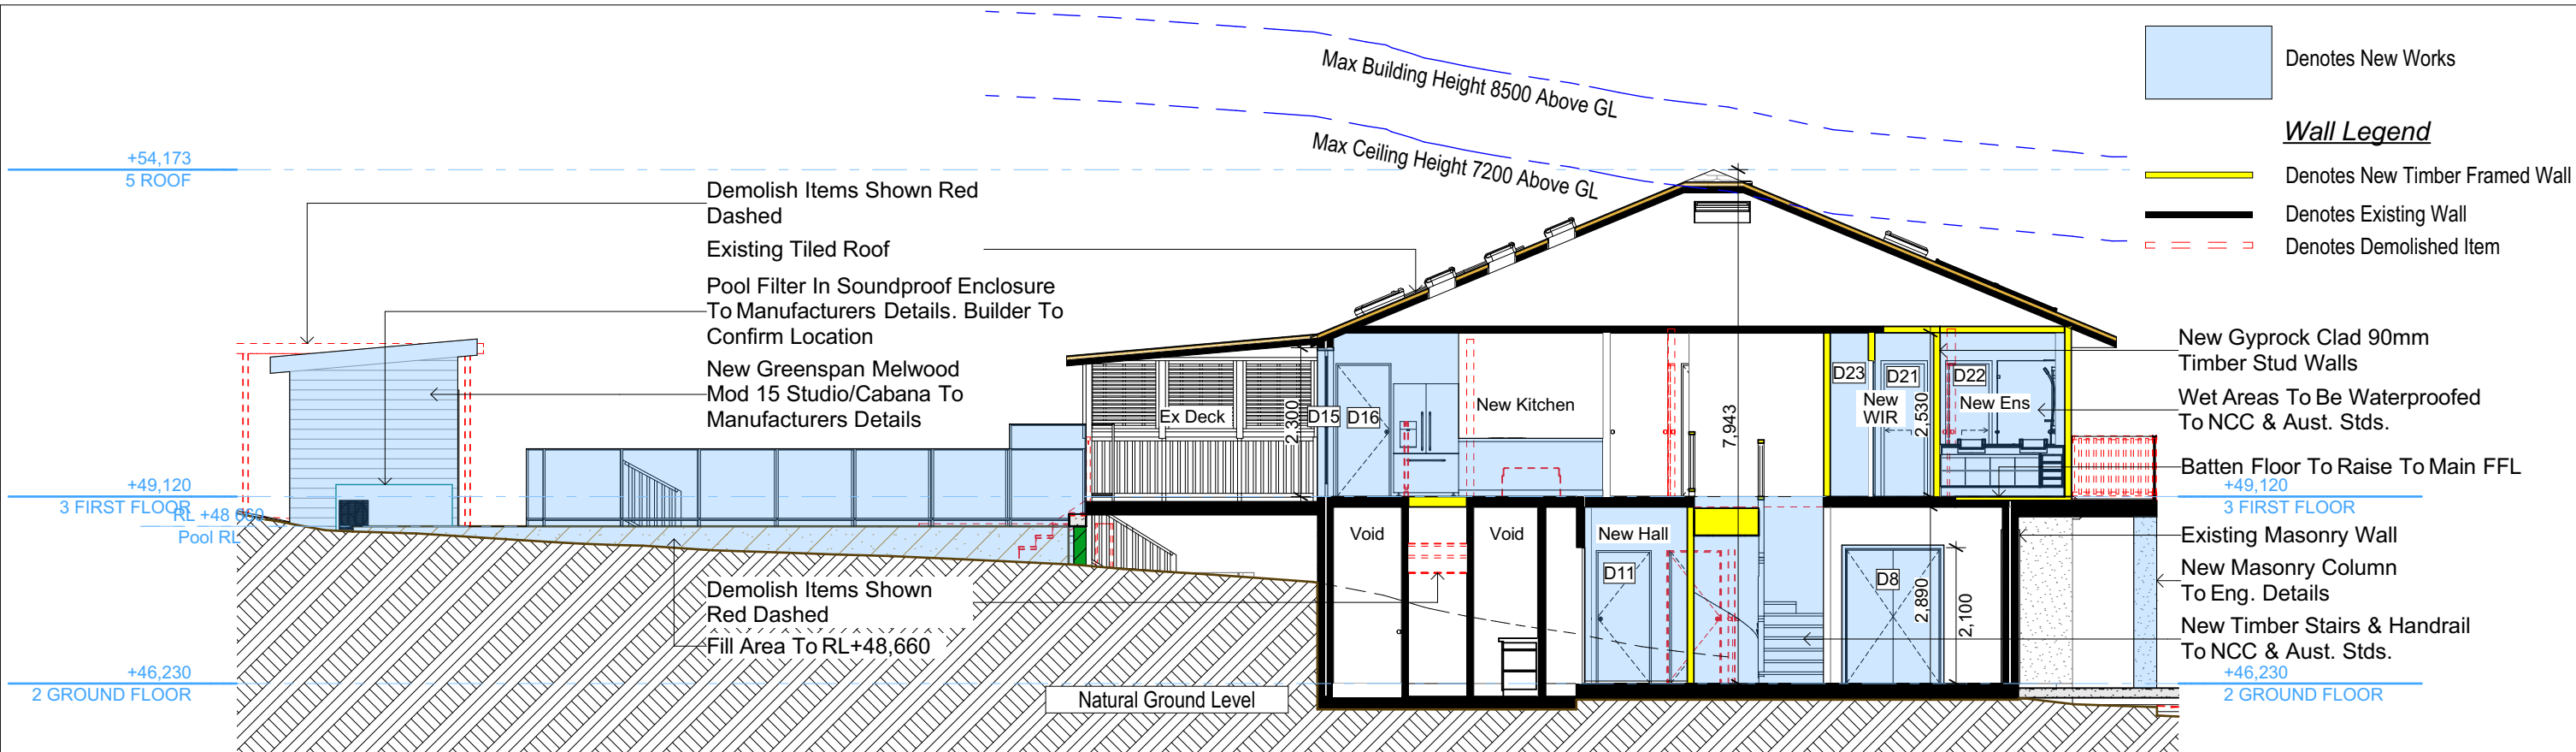 Max Building Height 8500 Above GL
Max Ceiling Height 7200 Above GL
Denotes New Works
Wall Legend
Denotes New Timber Framed Wall
Denotes Existing Wall
Denotes Demolished Item
+54,173
5 ROOF
Demolish Items Shown Red
Dashed
Existing Tiled Roof
Pool Filter In Soundproof Enclosure
To Manufacturers Details. Builder To
Confirm Location
New Greenspan Melwood
Mod 15 Studio/Cabana To
Manufacturers Details
+49,120
3 FIRST FLOOR
RL +48 660
Pool RL
Demolish Items Shown
Red Dashed
Fill Area To RL+48,660
+46,230
2 GROUND FLOOR
Natural Ground Level
Ex Deck
2,300
D15
D16
New Kitchen
7,943
D23
D21
D22
New
WIR
2,530
New Ens
Void
Void
New Hall
D11
D8
2,890
2,100
New Gyprock Clad 90mm
Timber Stud Walls
Wet Areas To Be Waterproofed
To NCC & Aust. Stds.
Batten Floor To Raise To Main FFL
+49,120
3 FIRST FLOOR
Existing Masonry Wall
New Masonry Column
To Eng. Details
New Timber Stairs & Handrail
To NCC & Aust. Stds.
+46,230
2 GROUND FLOOR